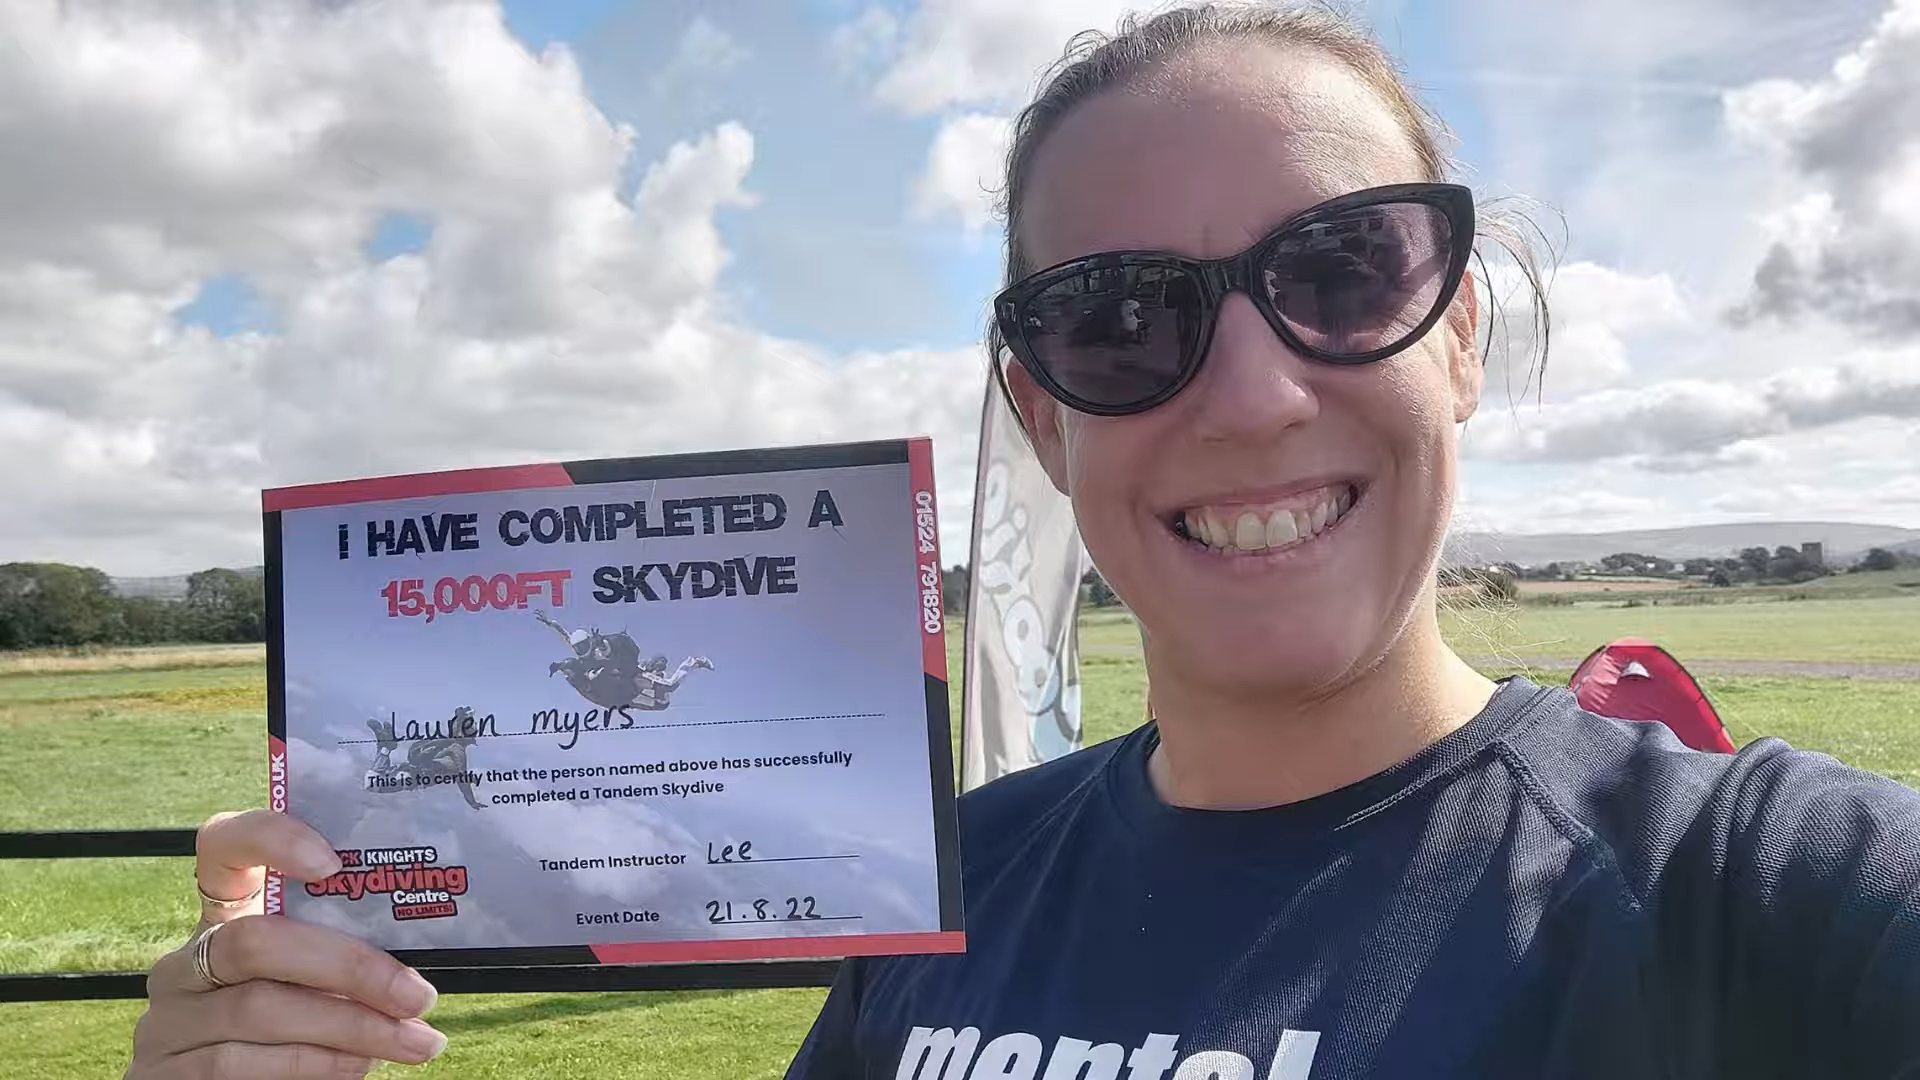 I HAVE COMPLETED A
15,000FT SKYDIVE
01524 791820
Lauren Myers
This is to certify that the person named above has successfully
completed a Tandem Skydive
Tandem Instructor Lee
Event Date 21.8.22
KNIGHTS
Skydiving
Centre
NO LIMITS!
CO.UK
mental